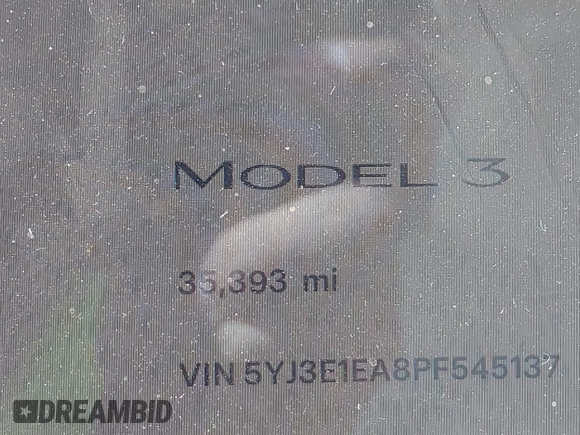 MODEL 3
35,393 mi
VIN 5YJ3E1EA8PF545137
DREAMBID